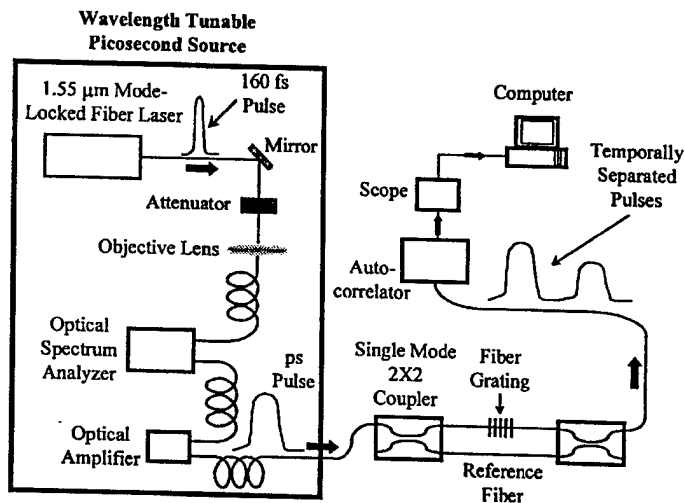 Wavelength Tunable
Picosecond Source
1.55 μm Mode-
Locked Fiber Laser
160 fs
Pulse
Mirror
Attenuator
Objective Lens
Optical
Spectrum
Analyzer
ps
Pulse
Optical
Amplifier
Computer
Scope
Temporally
Separated
Pulses
Auto-
correlator
Single Mode
2X2
Coupler
Fiber
Grating
Reference
Fiber